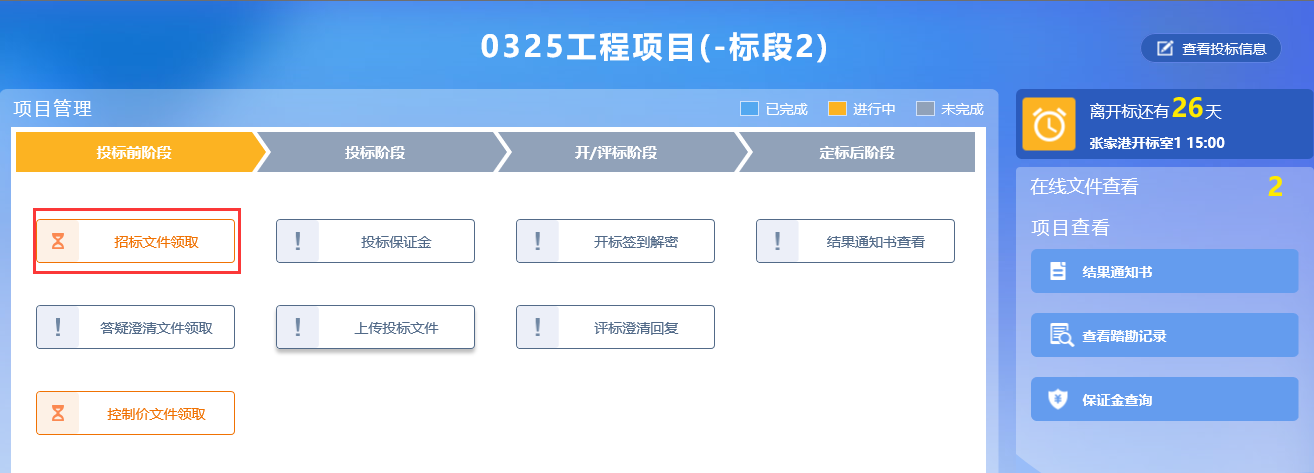 0325工程项目(-标段2)
查看投标信息
项目管理
已完成 进行中 未完成
投标前阶段 投标阶段 开/评标阶段 定标后阶段
招标文件领取 投标保证金 开标签到解密 结果通知书查看
答疑澄清文件领取 上传投标文件 评标澄清回复
控制价文件领取
离开标还有26天
张家港开标室1 15:00
在线文件查看 2
项目查看
结果通知书
查看踏勘记录
保证金查询